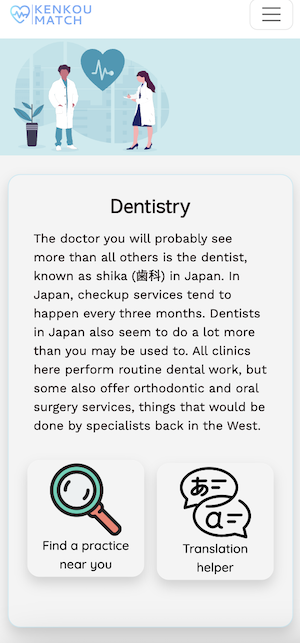 KENKOU
MATCH
Dentistry
The doctor you will probably see
more than all others is the dentist,
known as shika (歯科) in Japan. In
Japan, checkup services tend to
happen every three months. Dentists
in Japan also seem to do a lot more
than you may be used to. All clinics
here perform routine dental work, but
some also offer orthodontic and oral
surgery services, things that would be
done by specialists back in the West.
Find a practice
near you
あ
a
Translation
helper